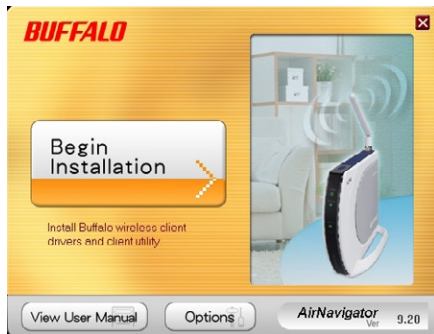 BUFFALO
Begin
Installation
Install Buffalo wireless client
drivers and client utility
View User Manual
Options
AirNavigator
Ver 9.20